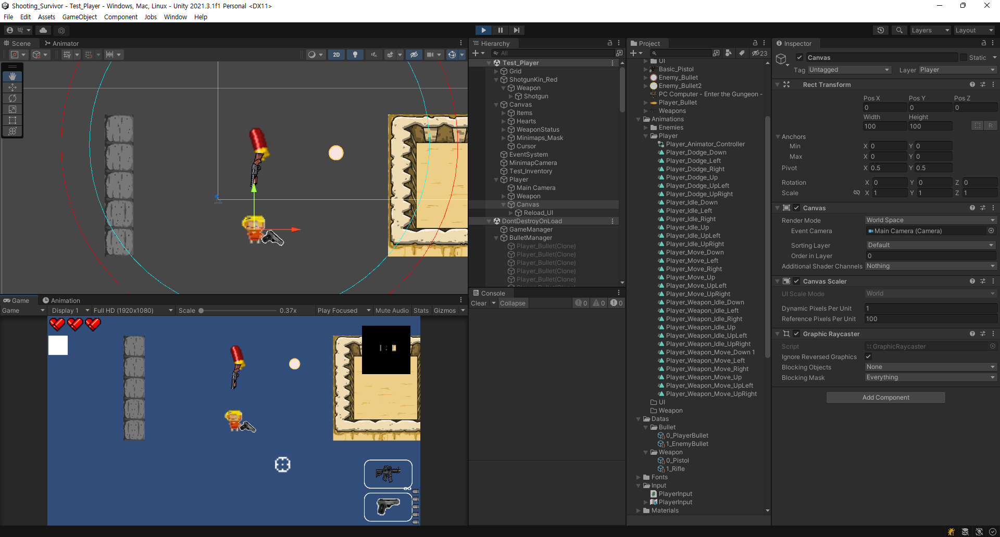 Shooting_Survivor - Test_Player - Windows, Mac, Linux - Unity 2021.3.1f1 Personal <DX11>
File Edit Assets GameObject Component Jobs Window Help
박 Layers Layout
Scene Animator
2D
Hierarchy
All
Test_Player
Grid
ShotgunKin_Red
Weapon
Shotgun
Canvas
Items
Hearts
WeaponStatus
Minimaps_Mask
Cursor
EventSystem
MinimapCamera
Test_Inventory
Player
Main Camera
Weapon
Canvas
Reload_UI
DontDestroyOnLoad
GameManager
BulletManager
Player_Bullet(Clone)
Player_Bullet(Clone)
Player_Bullet(Clone)
Player_Bullet(Clone)
Player_Bullet(Clone)
Console
Clear Collapse 0 0 0
Game Animation
Game Display 1 Full HD (1920x1080) Scale 0.37x Play Focused Mute Audio Stats Gizmos
Project
23
UI
Basic_Pistol
Enemy_Bullet
Enemy_Bullet2
PC Computer - Enter the Gungeon -
Player_Bullet
Weapons
Animations
Enemies
Player
Player_Animator_Controller
Player_Dodge_Down
Player_Dodge_Left
Player_Dodge_Right
Player_Dodge_Up
Player_Dodge_UpLeft
Player_Dodge_UpRight
Player_Idle_Down
Player_Idle_Left
Player_Idle_Right
Player_Idle_Up
Player_Idle_UpLeft
Player_Idle_UpRight
Player_Move_Down
Player_Move_Left
Player_Move_Right
Player_Move_Up
Player_Move_UpLeft
Player_Move_UpRight
Player_Weapon_Idle_Down
Player_Weapon_Idle_Left
Player_Weapon_Idle_Right
Player_Weapon_Idle_Up
Player_Weapon_Idle_UpLeft
Player_Weapon_Idle_UpRight
Player_Weapon_Move_Down 1
Player_Weapon_Move_Left
Player_Weapon_Move_Right
Player_Weapon_Move_Up
Player_Weapon_Move_UpLeft
Player_Weapon_Move_UpRight
UI
Weapon
Datas
Bullet
0_PlayerBullet
1_EnemyBullet
Weapon
0_Pistol
1_Rifle
Fonts
Input
PlayerInput
PlayerInput
Materials
Inspector
Canvas Static
Tag Untagged Layer Player
Rect Transform
Pos X Pos Y Pos Z
0 0 0
Width Height
100 100 R
Anchors
Min X 0 Y 0
Max X 0 Y 0
Pivot X 0.5 Y 0.5
Rotation X 0 Y 0 Z 0
Scale X 1 Y 1 Z 1
Canvas
Render Mode World Space
Event Camera Main Camera (Camera)
Sorting Layer Default
Order in Layer 0
Additional Shader Channels Nothing
Canvas Scaler
UI Scale Mode World
Dynamic Pixels Per Unit 1
Reference Pixels Per Unit 100
Graphic Raycaster
Script GraphicRaycaster
Ignore Reversed Graphics
Blocking Objects None
Blocking Mask Everything
Add Component